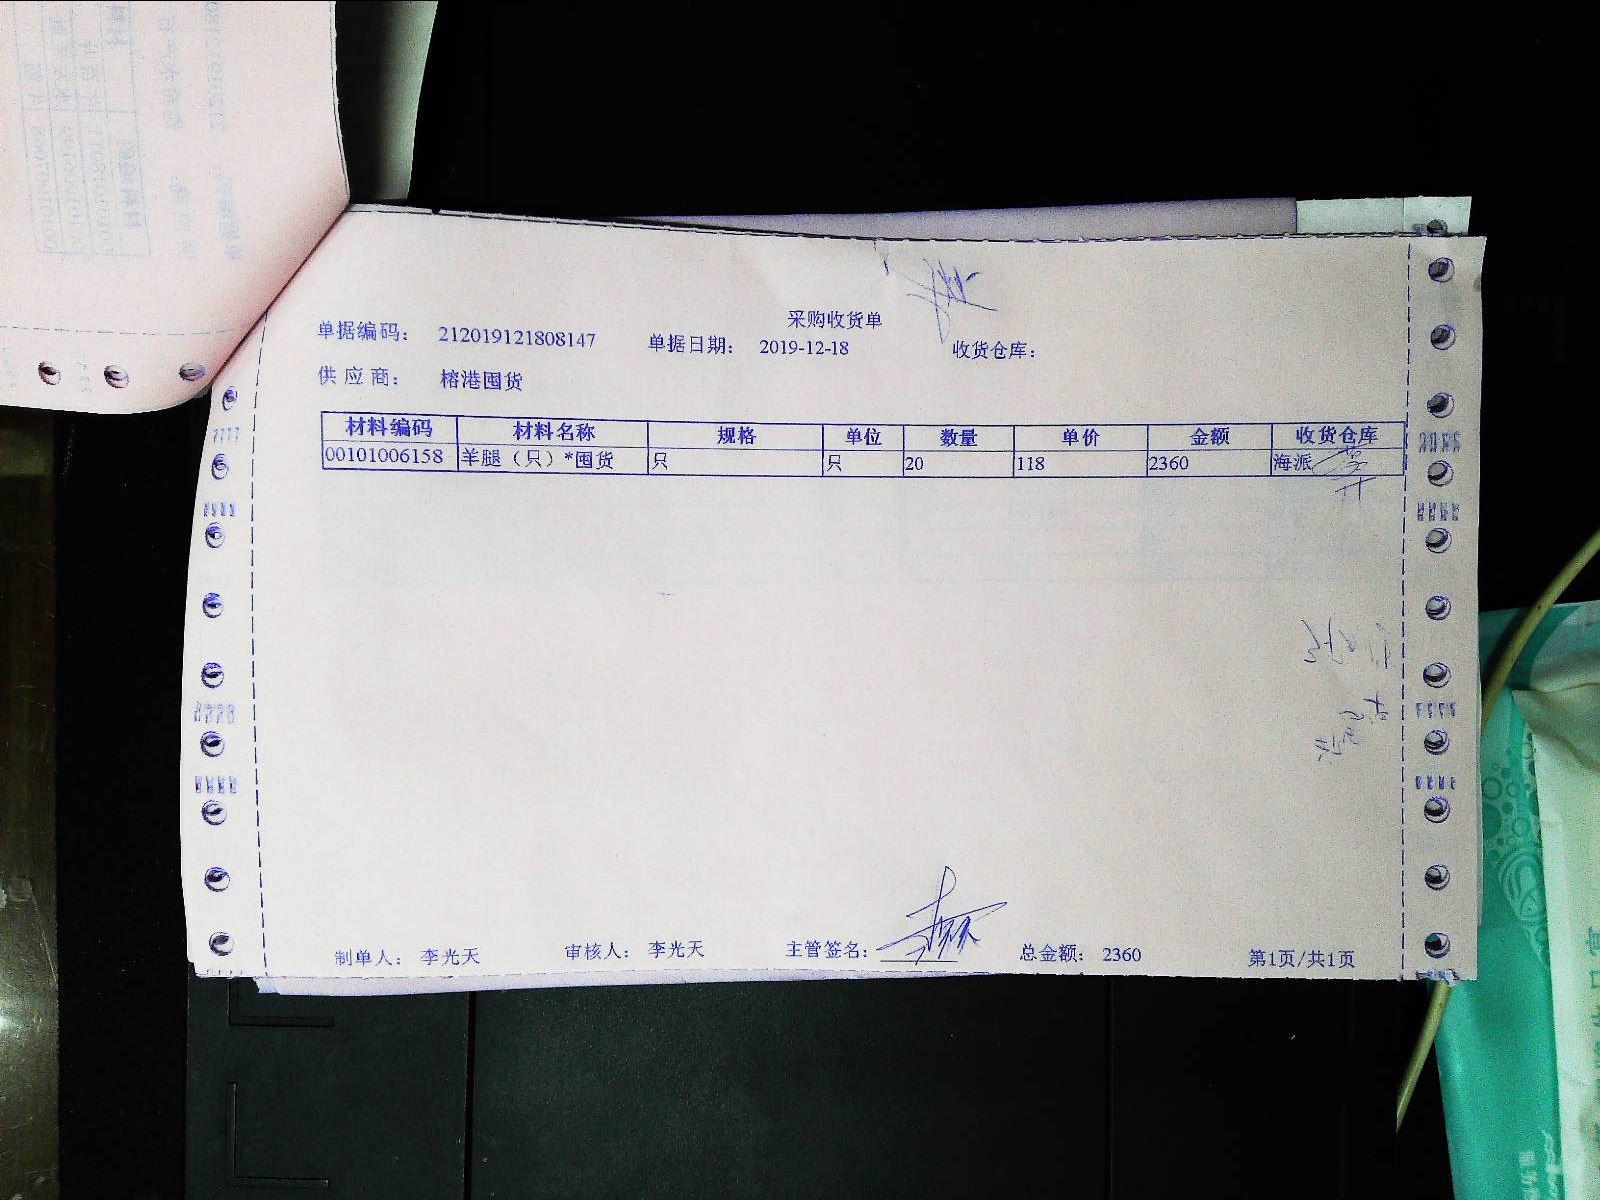 采购收货单
单据编码： 212019121808147 单据日期： 2019-12-18 收货仓库：
供 应 商： 榕港囤货
材料编码 材料名称 规格 单位 数量 单价 金额 收货仓库
00101006158 羊腿（只）*囤货 只 只 20 118 2360 海派
制单人： 李光天 审核人： 李光天 主管签名： 总金额： 2360 第1页/共1页